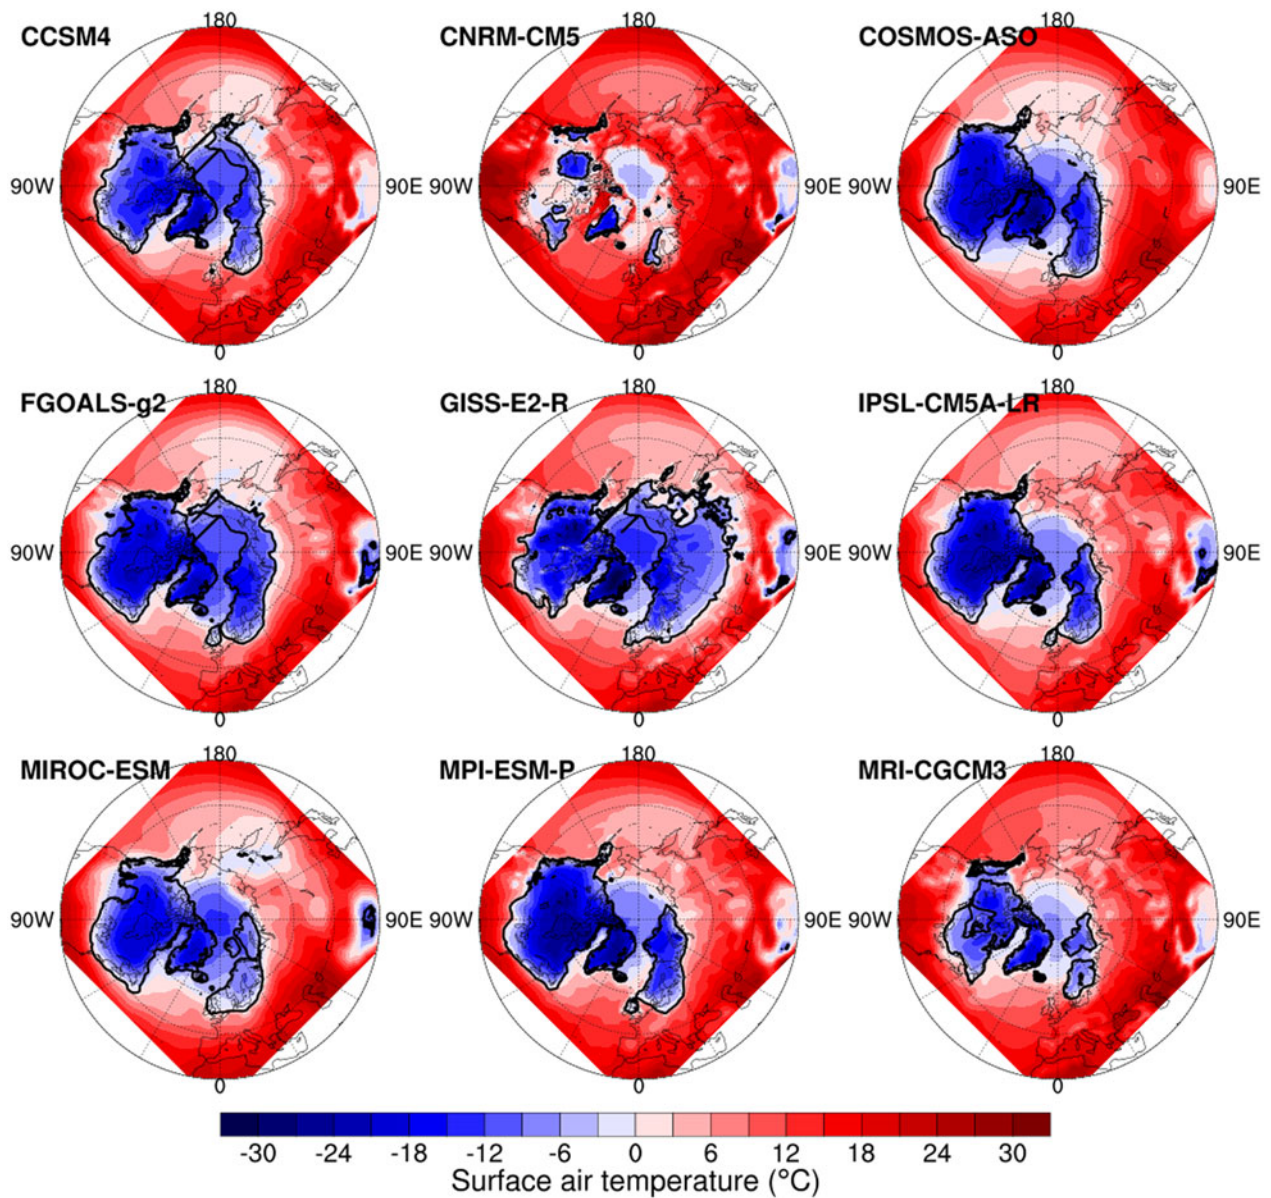 180 180 180
CCSM4 CNRM-CM5 COSMOS-ASO
90W 90E 90W 90E 90W 90E
0 0 0
180 180 180
FGOALS-g2 GISS-E2-R IPSL-CM5A-LR
90W 90E 90W 90E 90W 90E
0 0 0
180 180 180
MIROC-ESM MPI-ESM-P MRI-CGCM3
90W 90E 90W 90E 90W 90E
0 0 0
-30 -24 -18 -12 -6 0 6 12 18 24 30
Surface air temperature (°C)